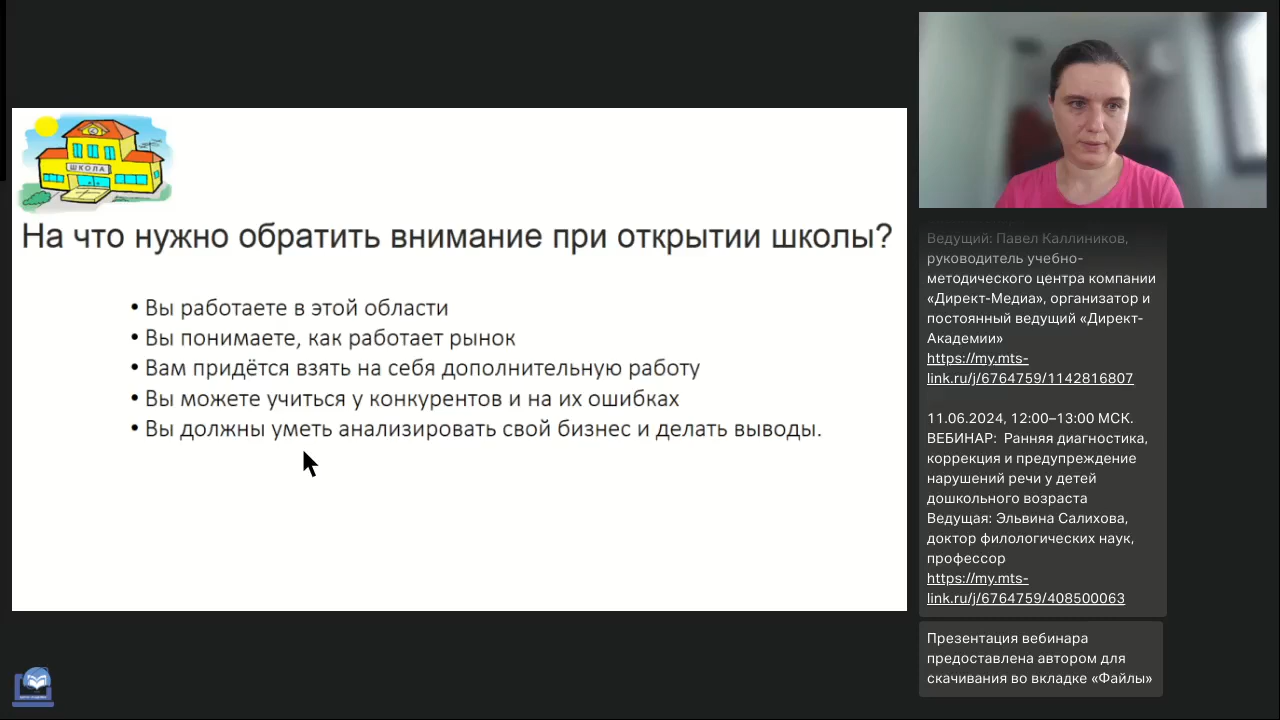 ШКОЛА
На что нужно обратить внимание при открытии школы?
• Вы работаете в этой области
• Вы понимаете, как работает рынок
• Вам придётся взять на себя дополнительную работу
• Вы можете учиться у конкурентов и на их ошибках
• Вы должны уметь анализировать свой бизнес и делать выводы.
Ведущий: Павел Каллиников,
руководитель учебно-
методического центра компании
«Директ-Медиа», организатор и
постоянный ведущий «Директ-
Академии»
https://my.mts-
link.ru/j/6764759/1142816807
11.06.2024, 12:00–13:00 МСК.
ВЕБИНАР: Ранняя диагностика,
коррекция и предупреждение
нарушений речи у детей
дошкольного возраста
Ведущая: Эльвина Салихова,
доктор филологических наук,
профессор
https://my.mts-
link.ru/j/6764759/408500063
Презентация вебинара
предоставлена автором для
скачивания во вкладке «Файлы»